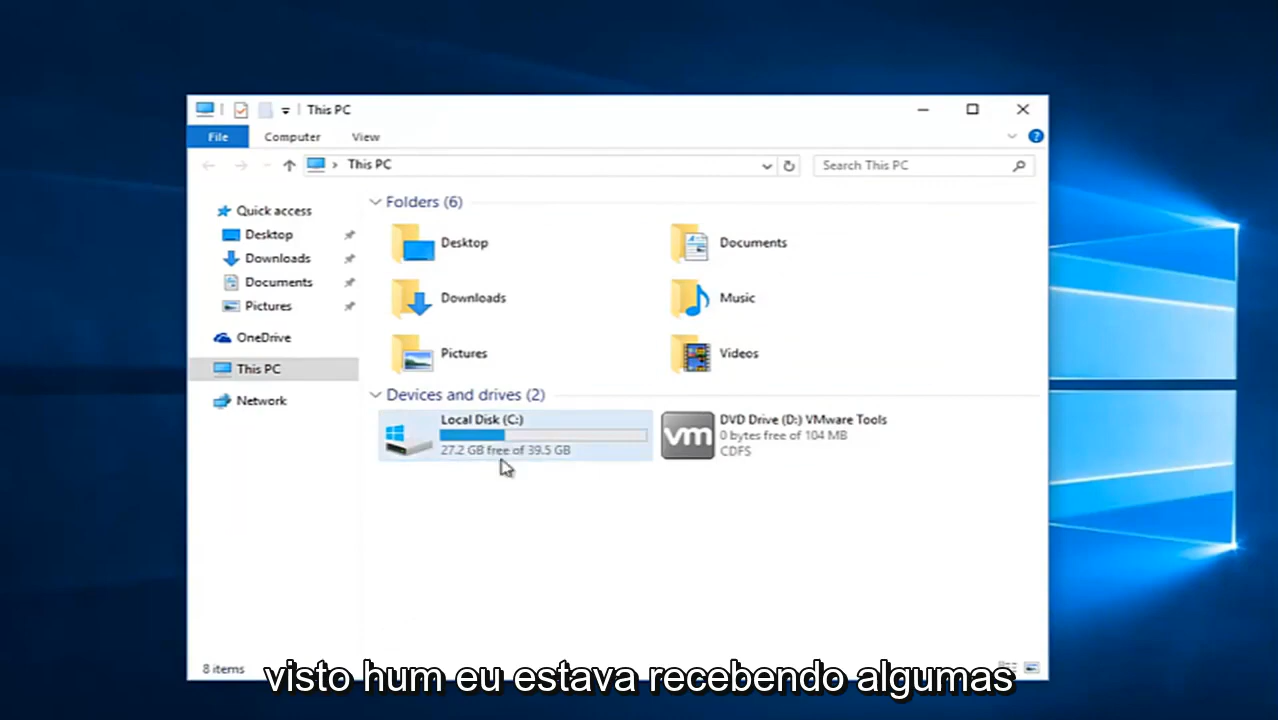 This PC
File Computer View
This PC
Search This PC
Quick access
Desktop
Downloads
Documents
Pictures
OneDrive
This PC
Network
Folders (6)
Desktop
Documents
Downloads
Music
Pictures
Videos
Devices and drives (2)
Local Disk (C:)
27.2 GB free of 39.5 GB
vm
DVD Drive (D:) VMware Tools
0 bytes free of 104 MB
CDFS
8 items
visto hum eu estava recebendo algumas